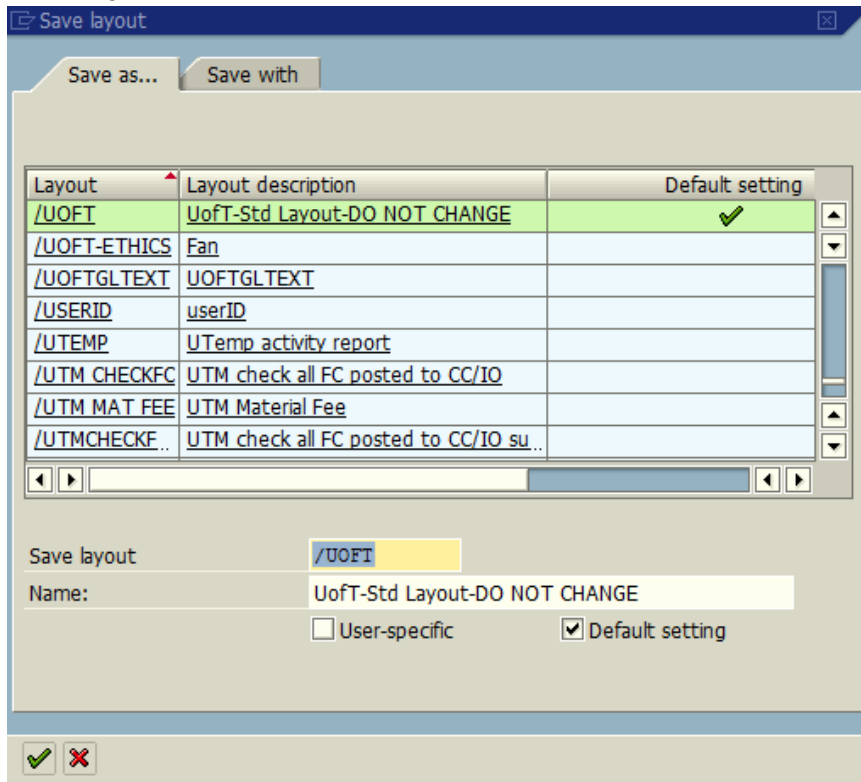 Save layout
Save as... Save with
Layout Layout description Default setting
/UOFT UofT-Std Layout-DO NOT CHANGE
/UOFT-ETHICS Fan
/UOFTGLTEXT UOFTGLTEXT
/USERID userID
/UTEMP UTemp activity report
/UTM CHECKFC UTM check all FC posted to CC/IO
/UTM MAT FEE UTM Material Fee
/UTMCHECKF.. UTM check all FC posted to CC/IO su..
Save layout /UOFT
Name: UofT-Std Layout-DO NOT CHANGE
User-specific Default setting